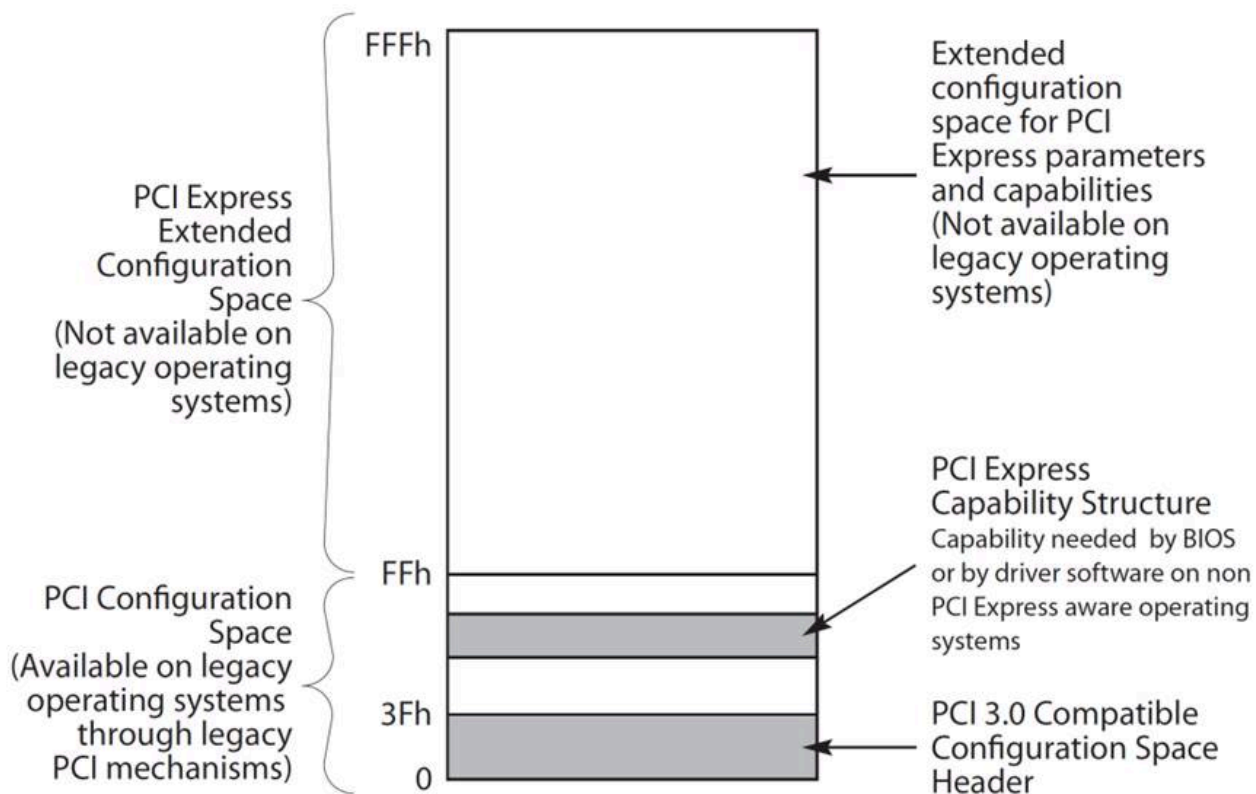 FFFh
PCI Express
Extended
Configuration
Space
(Not available on
legacy operating
systems)
Extended
configuration
space for PCI
Express parameters
and capabilities
(Not available on
legacy operating
systems)
FFh
PCI Configuration
Space
(Available on legacy
operating systems
through legacy
PCI mechanisms)
3Fh
0
PCI Express
Capability Structure
Capability needed by BIOS
or by driver software on non
PCI Express aware operating
systems
PCI 3.0 Compatible
Configuration Space
Header